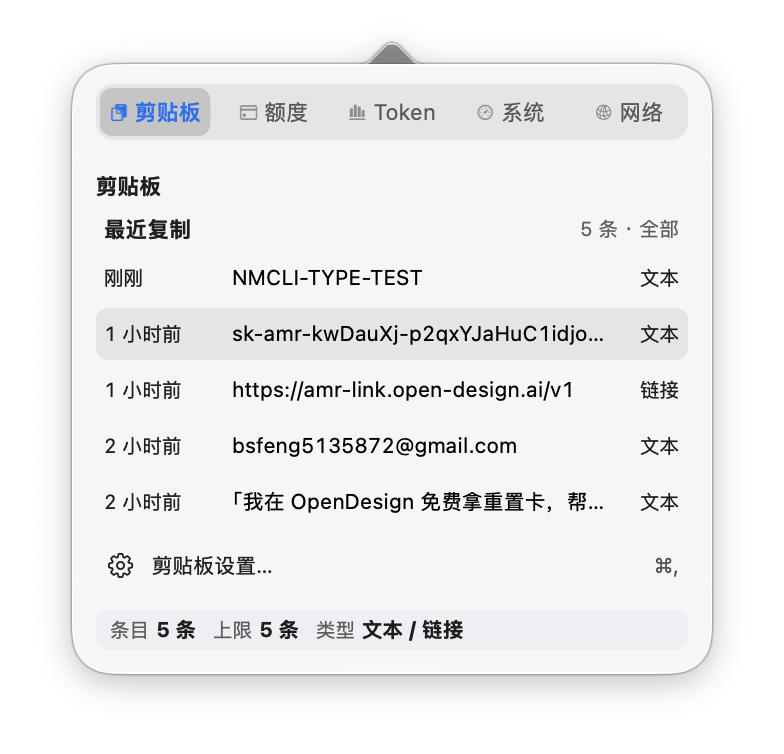 剪贴板 额度 Token 系统 网络
剪贴板
最近复制 5 条 · 全部
刚刚 NMCLI-TYPE-TEST 文本
1 小时前 sk-amr-kwDauXj-p2qxYJaHuC1idjo... 文本
1 小时前 https://amr-link.open-design.ai/v1 链接
2 小时前 bsfeng5135872@gmail.com 文本
2 小时前 「我在 OpenDesign 免费拿重置卡，帮... 文本
剪贴板设置... ⌘,
条目 5 条 上限 5 条 类型 文本 / 链接